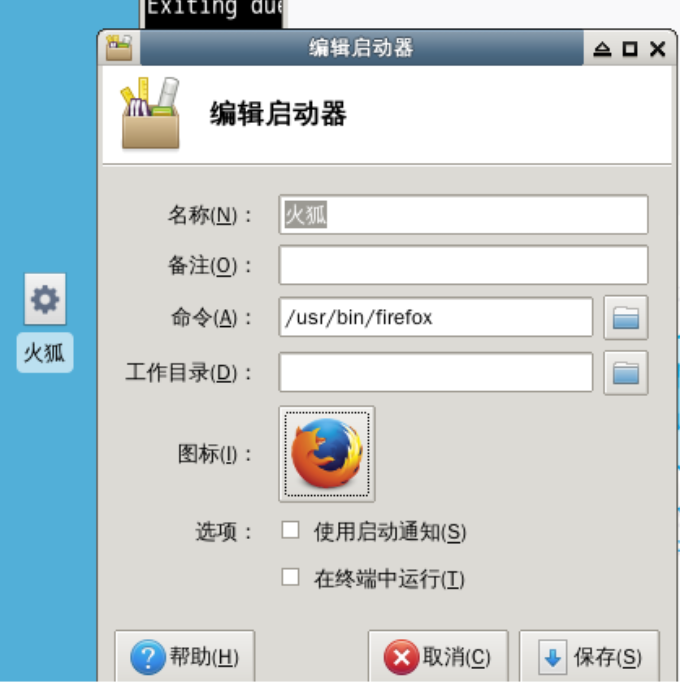 Exiting due
编辑启动器
编辑启动器
名称(N)：
火狐
备注(O)：
命令(A)：
/usr/bin/firefox
火狐
工作目录(D)：
图标(I)：
选项：
使用启动通知(S)
在终端中运行(T)
帮助(H)
取消(C)
保存(S)